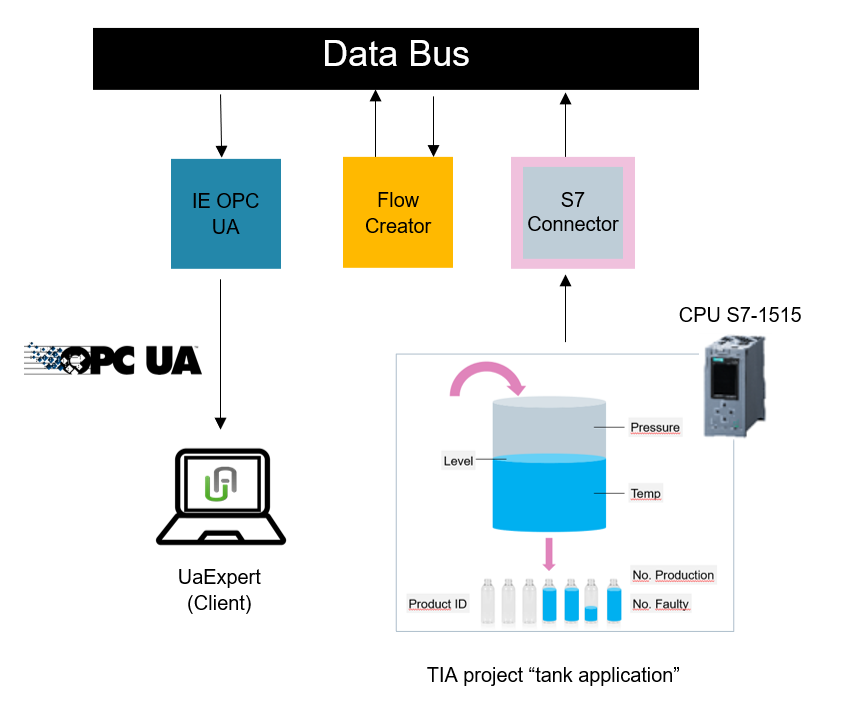 Data Bus
IE OPC
UA
Flow
Creator
S7
Connector
CPU S7-1515
OPC UA
Pressure
Level
Temp
UA
UaExpert
(Client)
No. Production
Product ID
No. Faulty
TIA project “tank application”